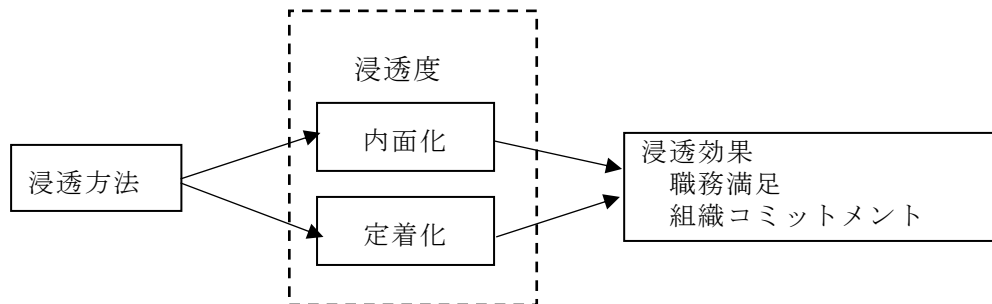 浸透方法
浸透度
内面化
定着化
浸透効果
職務満足
組織コミットメント